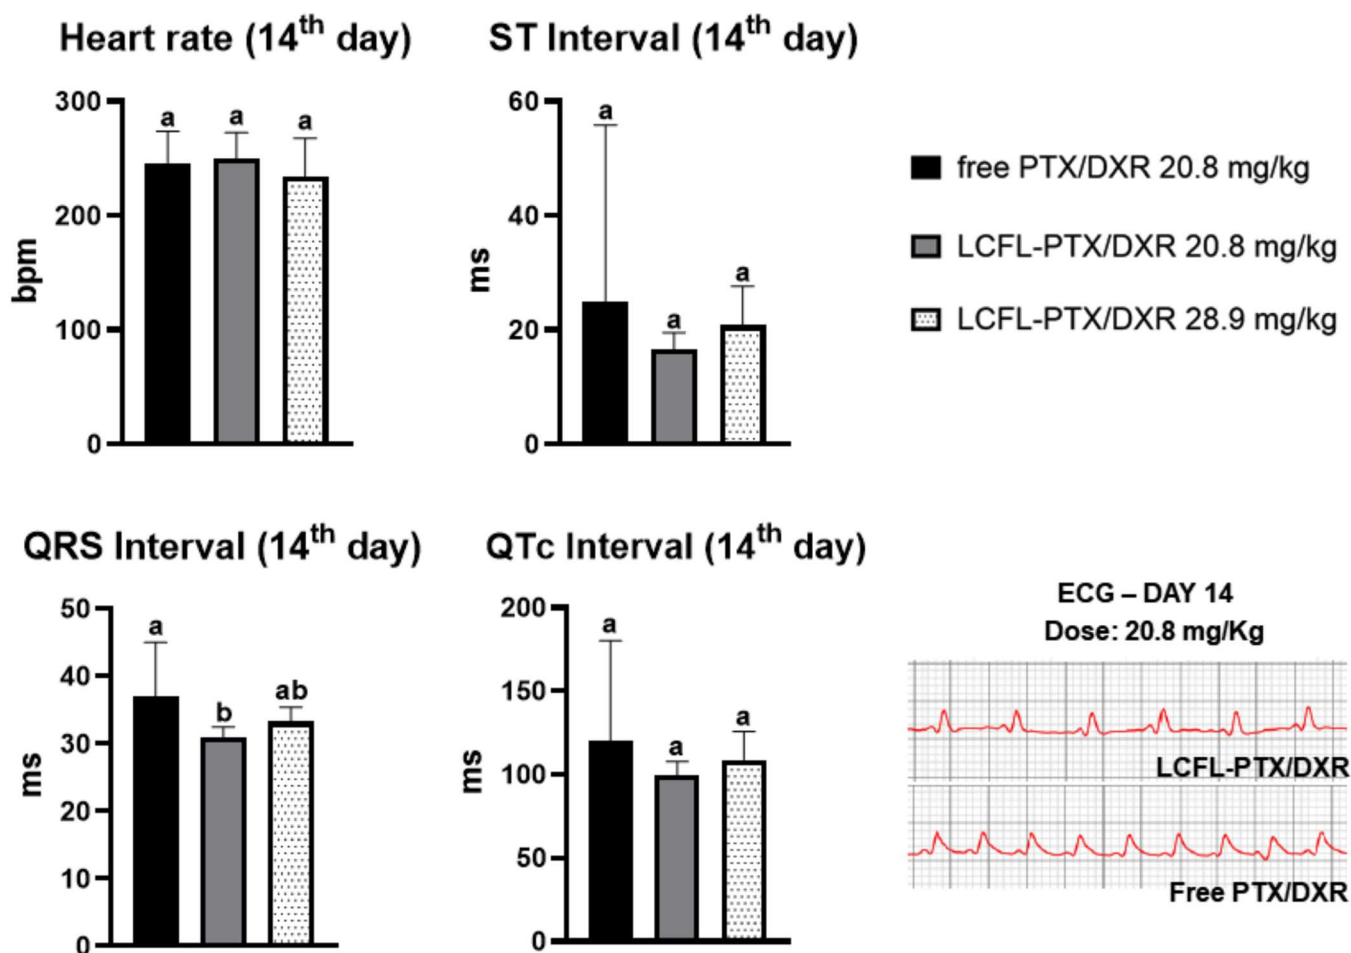 Heart rate (14th day)
300
200
100
0
bpm
a
a
a
ST Interval (14th day)
60
40
20
0
ms
a
a
a
free PTX/DXR 20.8 mg/kg
LCFL-PTX/DXR 20.8 mg/kg
LCFL-PTX/DXR 28.9 mg/kg
QRS Interval (14th day)
50
40
30
20
10
0
ms
a
b
ab
QTc Interval (14th day)
200
150
100
50
0
ms
a
a
a
ECG – DAY 14
Dose: 20.8 mg/Kg
LCFL-PTX/DXR
Free PTX/DXR